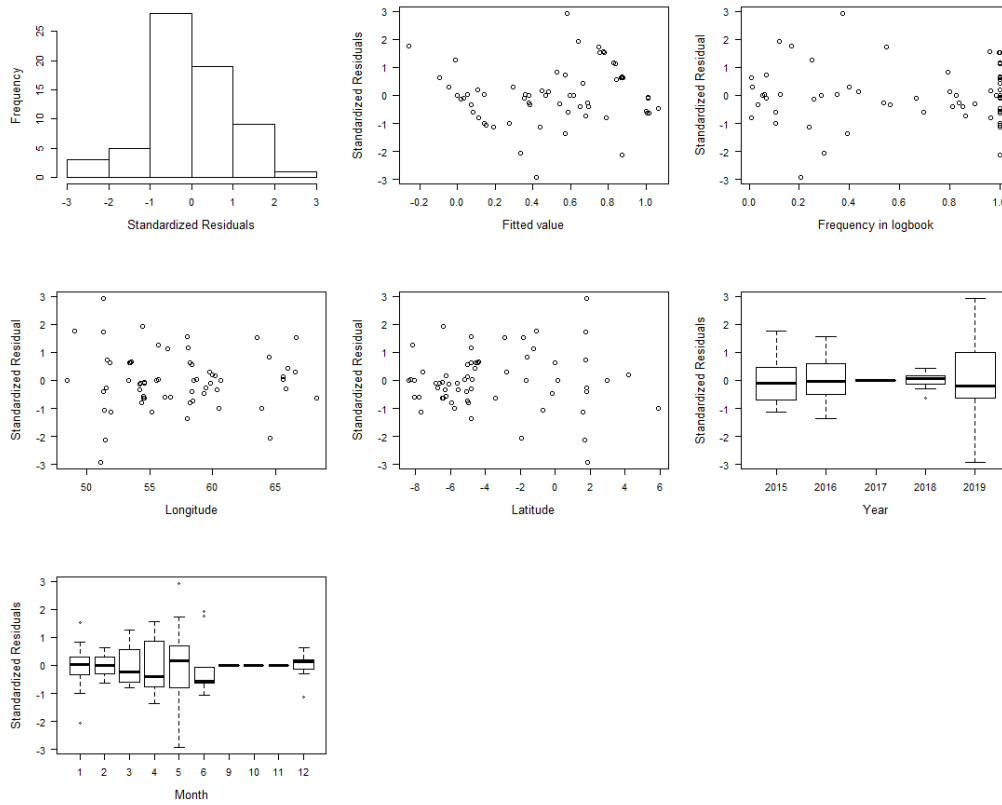 Frequency
0 5 10 15 20 25
-3 -2 -1 0 1 2 3
Standardized Residuals
Standardized Residuals
3
2
1
0
-1
-2
-3
-0.2 0.0 0.2 0.4 0.6 0.8 1.0
Fitted value
Standardized Residual
3
2
1
0
-1
-2
-3
0.0 0.2 0.4 0.6 0.8 1.0
Frequency in logbook
Standardized Residual
3
2
1
0
-1
-2
-3
50 55 60 65
Longitude
Standardized Residual
3
2
1
0
-1
-2
-3
-8 -6 -4 -2 0 2 4 6
Latitude
Standardized Residuals
3
2
1
0
-1
-2
-3
2015 2016 2017 2018 2019
Year
Standardized Residuals
3
2
1
0
-1
-2
-3
1 2 3 4 5 6 9 10 11 12
Month